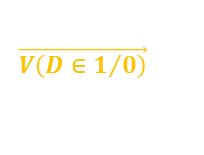 V(D ∈ 1/0)